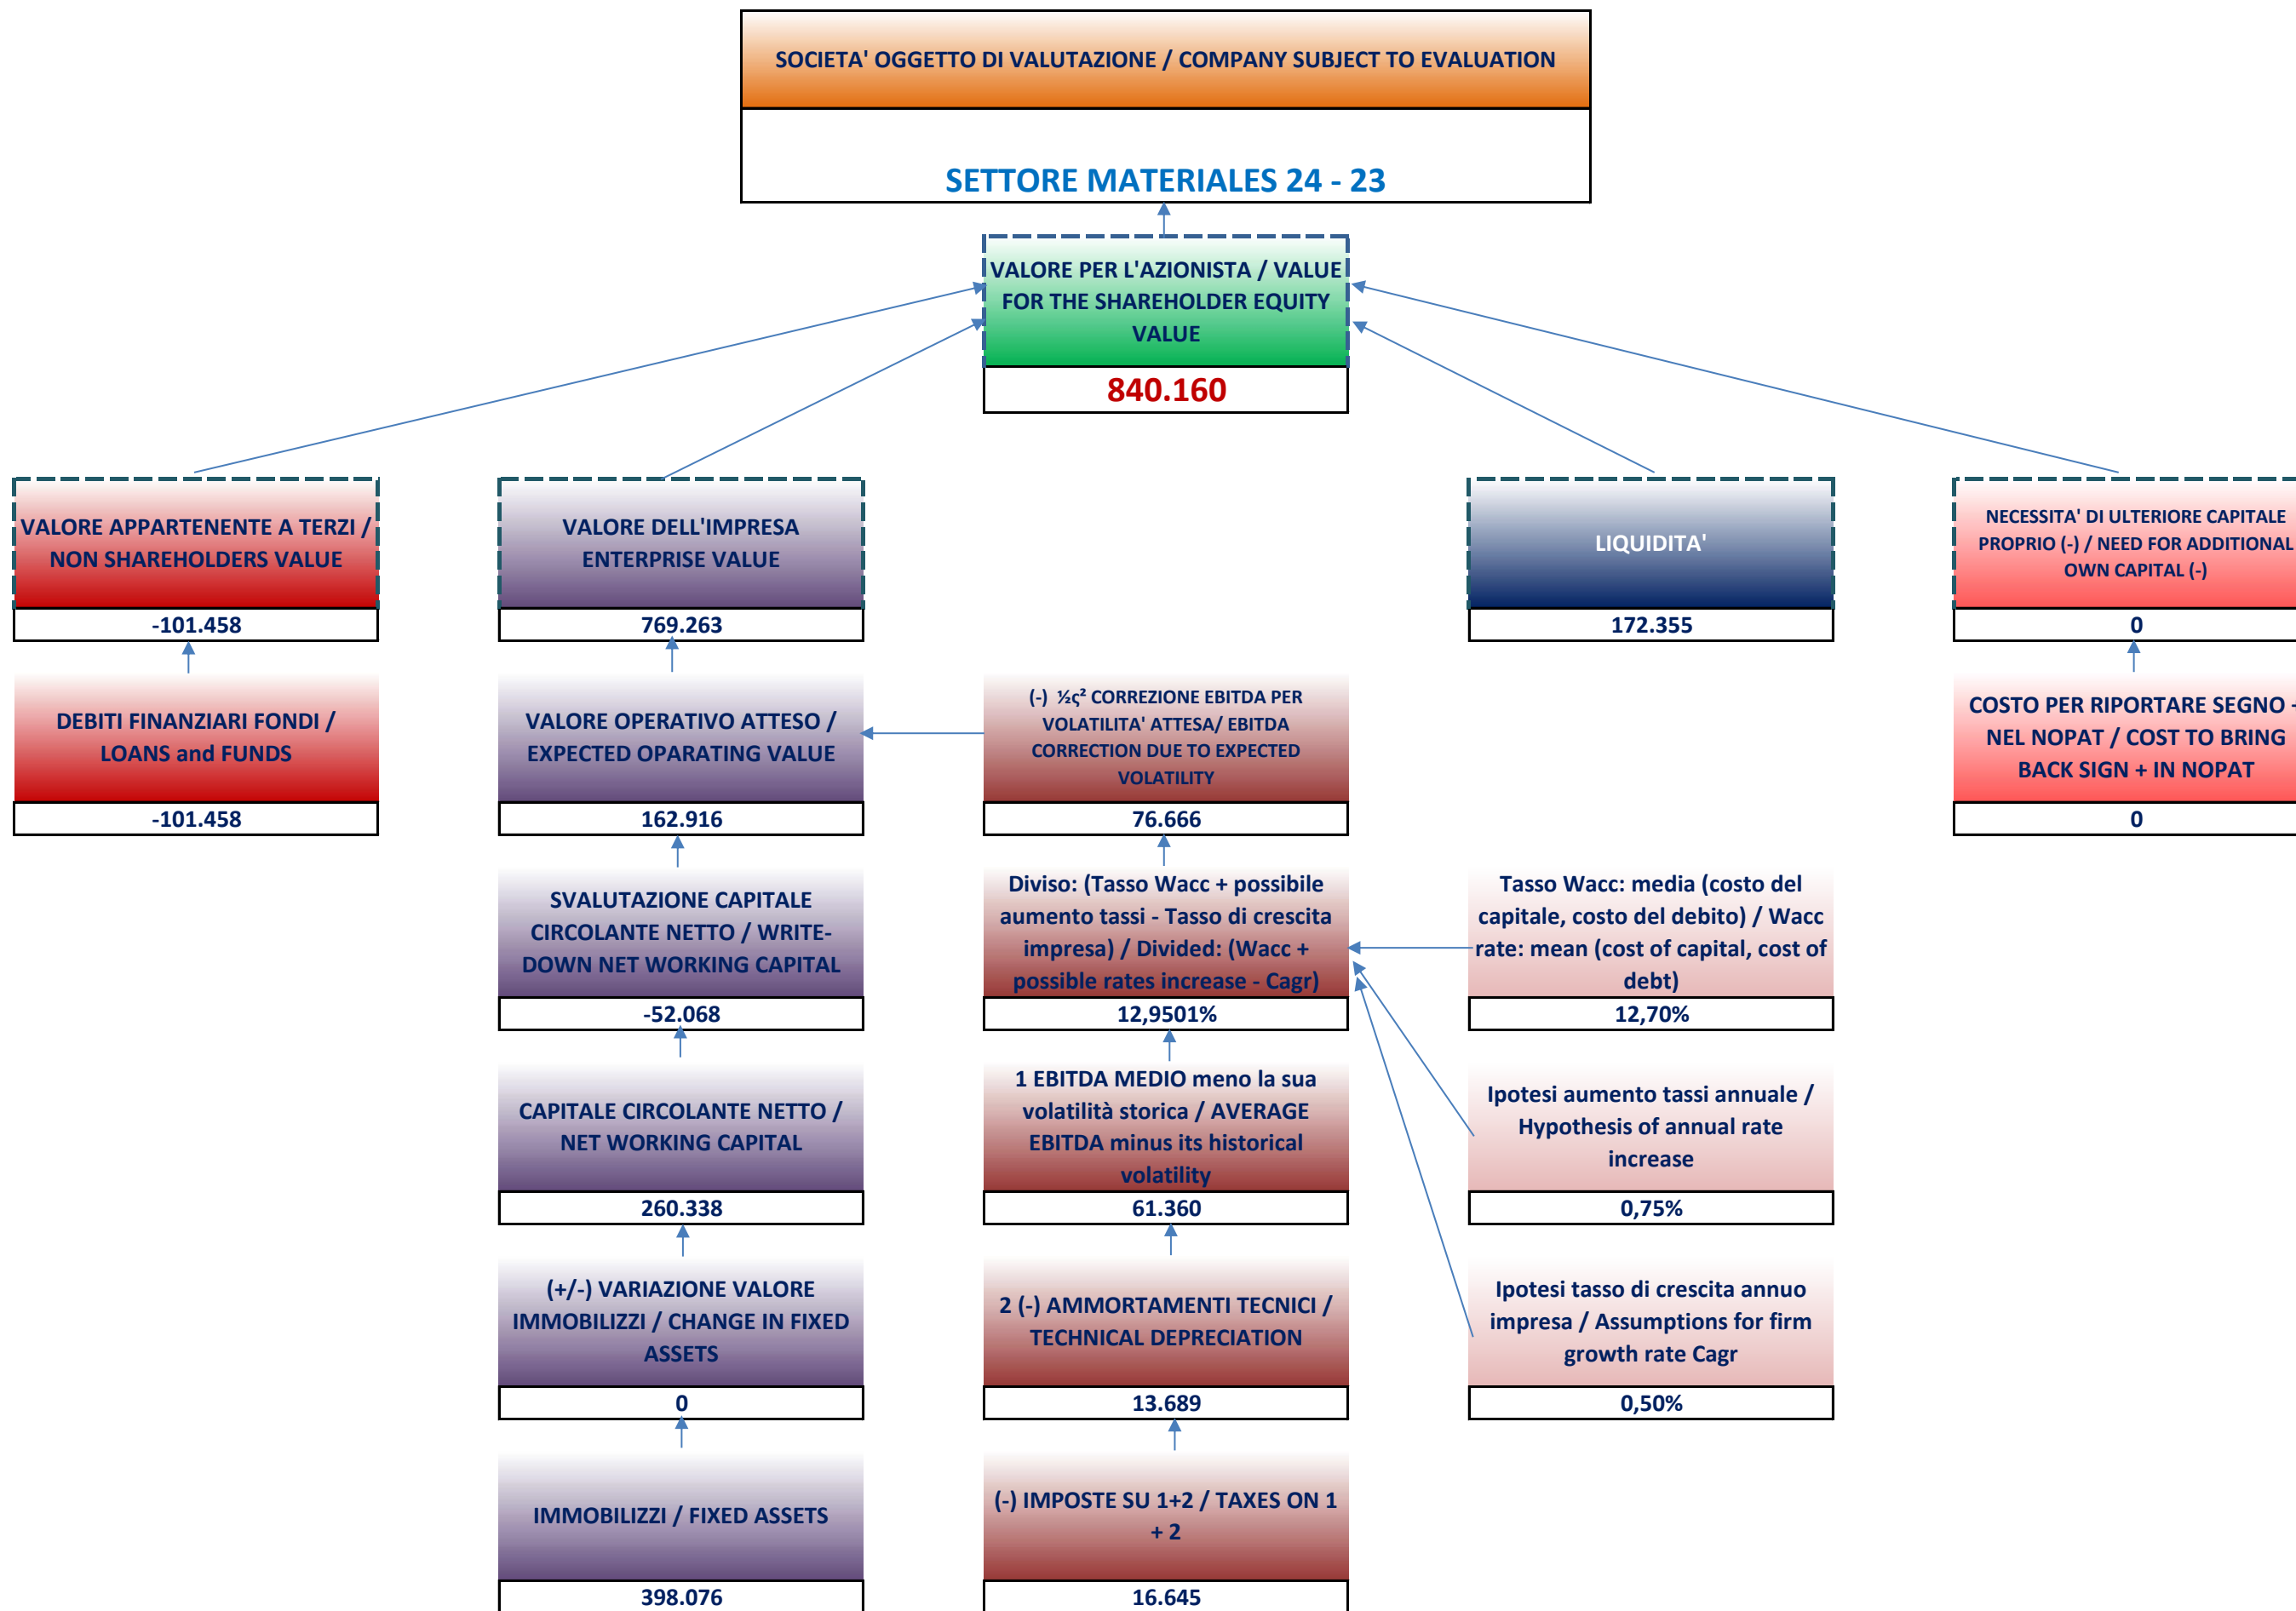 SOCIETA' OGGETTO DI VALUTAZIONE / COMPANY SUBJECT TO EVALUATION
SETTORE MATERIALES 24 - 23
VALORE PER L'AZIONISTA / VALUE
FOR THE SHAREHOLDER EQUITY
VALUE
840.160
VALORE APPARTENENTE A TERZI /
NON SHAREHOLDERS VALUE
-101.458
VALORE DELL'IMPRESA
ENTERPRISE VALUE
769.263
LIQUIDITA'
172.355
NECESSITA' DI ULTERIORE CAPITALE
PROPRIO (-) / NEED FOR ADDITIONAL
OWN CAPITAL (-)
0
DEBITI FINANZIARI FONDI /
LOANS and FUNDS
-101.458
VALORE OPERATIVO ATTESO /
EXPECTED OPARATING VALUE
162.916
(-) ½ς² CORREZIONE EBITDA PER
VOLATILITA' ATTESA/ EBITDA
CORRECTION DUE TO EXPECTED
VOLATILITY
76.666
COSTO PER RIPORTARE SEGNO
NEL NOPAT / COST TO BRING
BACK SIGN + IN NOPAT
0
SVALUTAZIONE CAPITALE
CIRCOLANTE NETTO / WRITE-
DOWN NET WORKING CAPITAL
-52.068
Diviso: (Tasso Wacc + possibile
aumento tassi - Tasso di crescita
impresa) / Divided: (Wacc +
possible rates increase - Cagr)
12,9501%
Tasso Wacc: media (costo del
capitale, costo del debito) / Wacc
rate: mean (cost of capital, cost of
debt)
12,70%
CAPITALE CIRCOLANTE NETTO /
NET WORKING CAPITAL
260.338
1 EBITDA MEDIO meno la sua
volatilità storica / AVERAGE
EBITDA minus its historical
volatility
61.360
Ipotesi aumento tassi annuale /
Hypothesis of annual rate
increase
0,75%
(+/-) VARIAZIONE VALORE
IMMOBILIZZI / CHANGE IN FIXED
ASSETS
0
2 (-) AMMORTAMENTI TECNICI /
TECHNICAL DEPRECIATION
13.689
Ipotesi tasso di crescita annuo
impresa / Assumptions for firm
growth rate Cagr
0,50%
IMMOBILIZZI / FIXED ASSETS
398.076
(-) IMPOSTE SU 1+2 / TAXES ON 1
+ 2
16.645